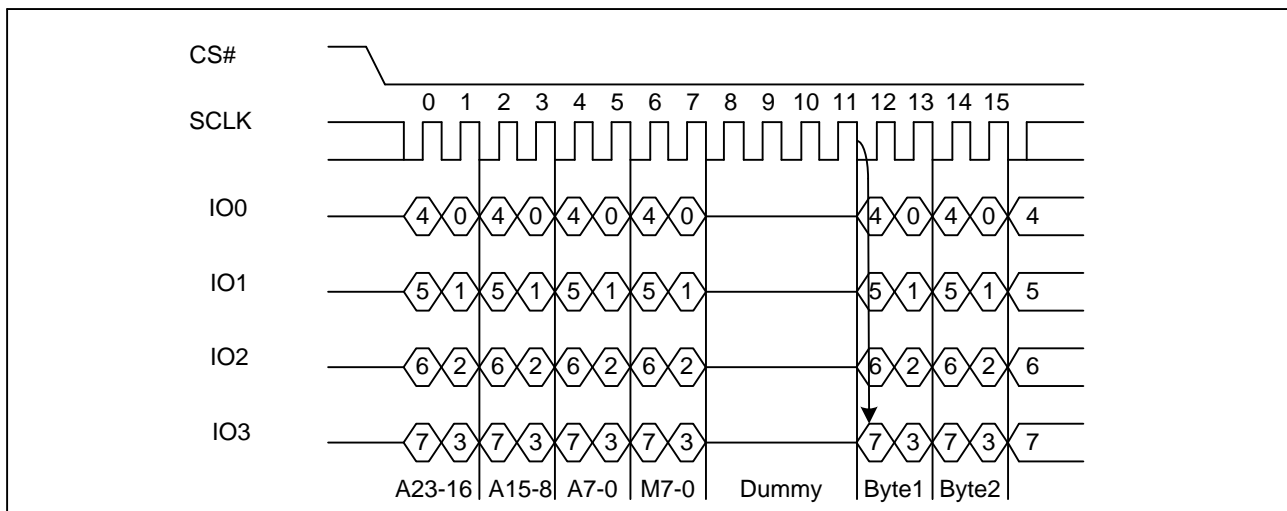 CS#
0 1 2 3 4 5 6 7 8 9 10 11 12 13 14 15
SCLK
IO0
4 0 4 0 4 0 4 0 4 0 4 0 4
IO1
5 1 5 1 5 1 5 1 5 1 5 1 5
IO2
6 2 6 2 6 2 6 2 6 2 6 2 6
IO3
7 3 7 3 7 3 7 3 7 3 7 3 7
A23-16 A15-8 A7-0 M7-0 Dummy Byte1 Byte2